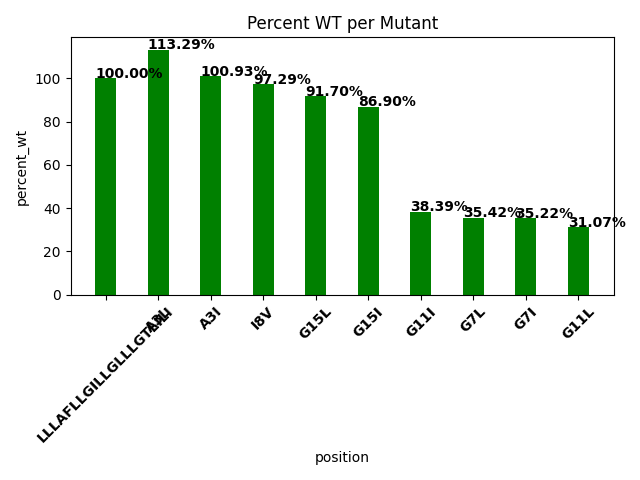 Percent WT per Mutant
113.29%
100.00%
100.93%
97.29%
91.70%
86.90%
38.39%
35.42%
35.22%
31.07%
percent_wt
100
80
60
40
20
0
A3L
A3I
I8V
G15L
G15I
G11I
G7L
G7I
G11L
position